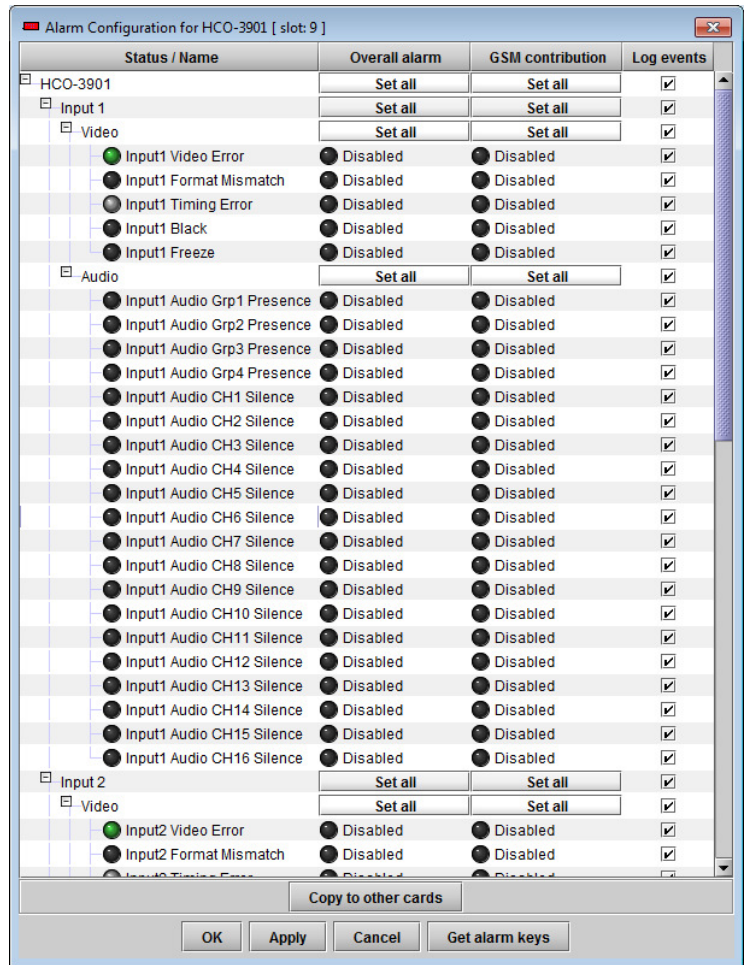 Alarm Configuration for HCO-3901 [ slot: 9 ]
Status / Name Overall alarm GSM contribution Log events
HCO-3901 Set all Set all
Input 1 Set all Set all
Video Set all Set all
Input1 Video Error Disabled Disabled
Input1 Format Mismatch Disabled Disabled
Input1 Timing Error Disabled Disabled
Input1 Black Disabled Disabled
Input1 Freeze Disabled Disabled
Audio Set all Set all
Input1 Audio Grp1 Presence Disabled Disabled
Input1 Audio Grp2 Presence Disabled Disabled
Input1 Audio Grp3 Presence Disabled Disabled
Input1 Audio Grp4 Presence Disabled Disabled
Input1 Audio CH1 Silence Disabled Disabled
Input1 Audio CH2 Silence Disabled Disabled
Input1 Audio CH3 Silence Disabled Disabled
Input1 Audio CH4 Silence Disabled Disabled
Input1 Audio CH5 Silence Disabled Disabled
Input1 Audio CH6 Silence Disabled Disabled
Input1 Audio CH7 Silence Disabled Disabled
Input1 Audio CH8 Silence Disabled Disabled
Input1 Audio CH9 Silence Disabled Disabled
Input1 Audio CH10 Silence Disabled Disabled
Input1 Audio CH11 Silence Disabled Disabled
Input1 Audio CH12 Silence Disabled Disabled
Input1 Audio CH13 Silence Disabled Disabled
Input1 Audio CH14 Silence Disabled Disabled
Input1 Audio CH15 Silence Disabled Disabled
Input1 Audio CH16 Silence Disabled Disabled
Input 2 Set all Set all
Video Set all Set all
Input2 Video Error Disabled Disabled
Input2 Format Mismatch Disabled Disabled
Copy to other cards
OK Apply Cancel Get alarm keys